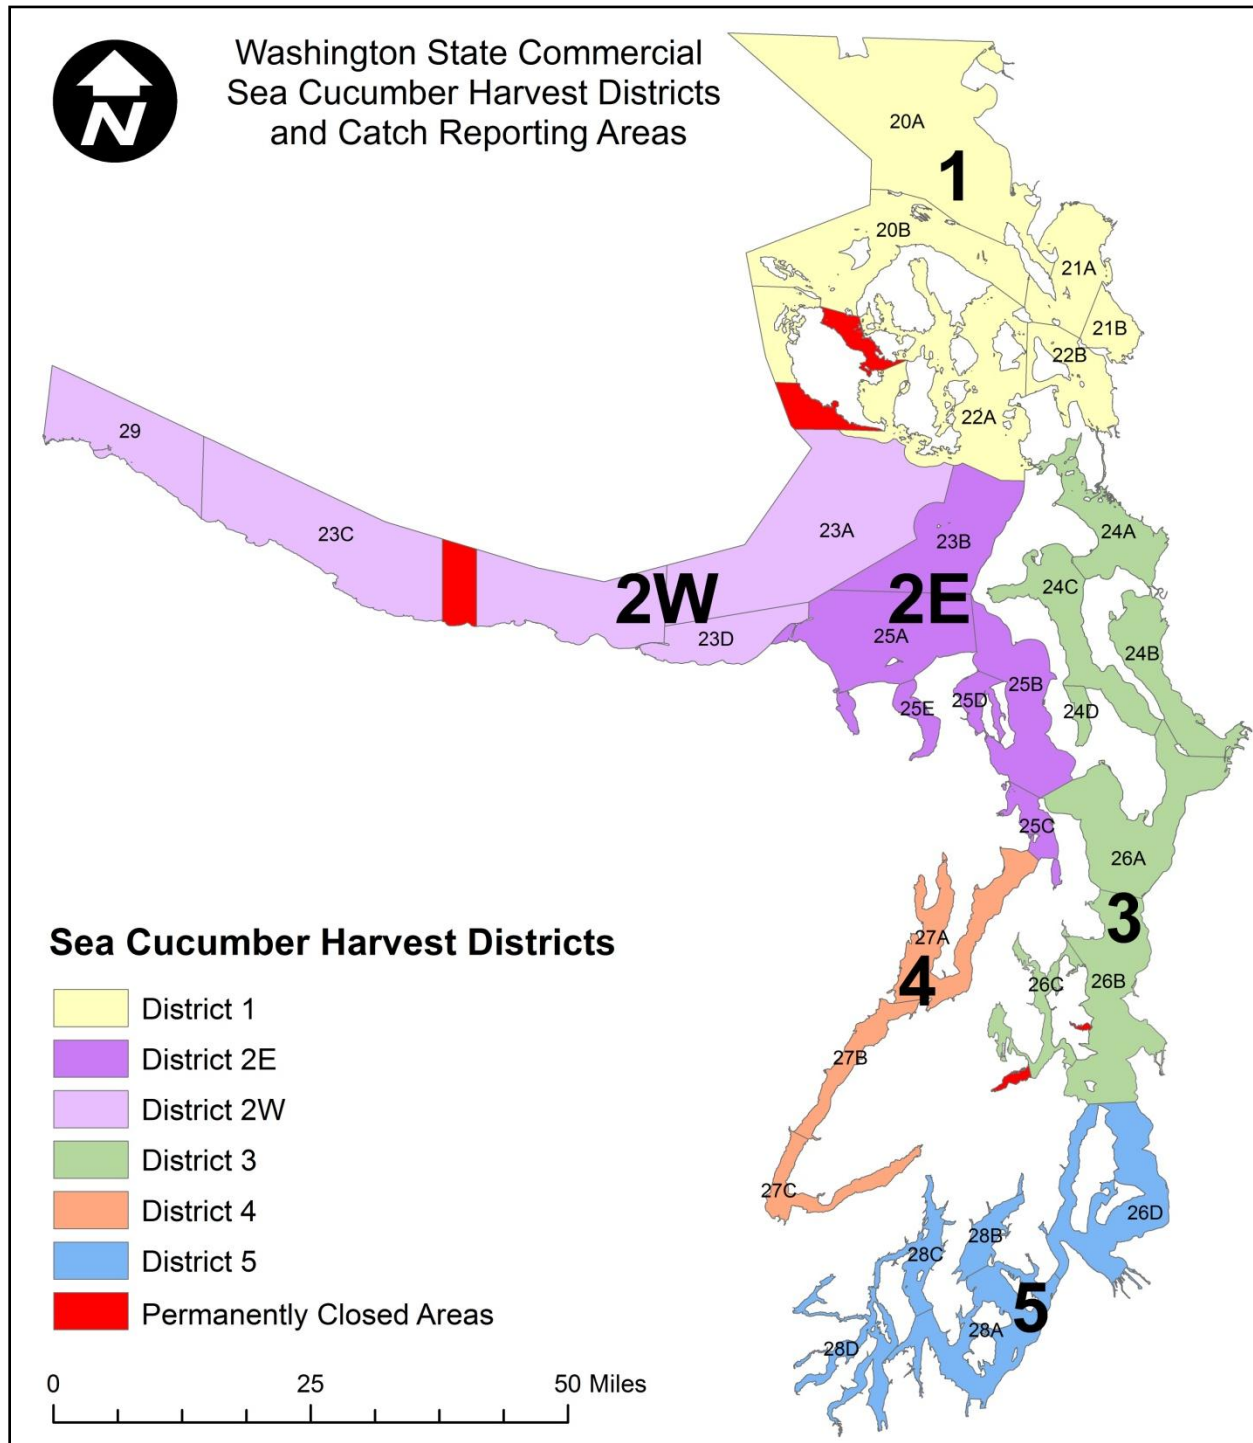 Washington State Commercial
Sea Cucumber Harvest Districts
and Catch Reporting Areas
N
20A
1
20B
21A
21B
22B
22A
29
23C
23A
23B
24A
2W
2E
24C
23D
25A
24B
25B
25D
25E
24D
25C
26A
3
27A
4
26C
26B
27B
27C
26D
28B
28C
5
28A
28D
Sea Cucumber Harvest Districts
District 1
District 2E
District 2W
District 3
District 4
District 5
Permanently Closed Areas
0 25 50 Miles